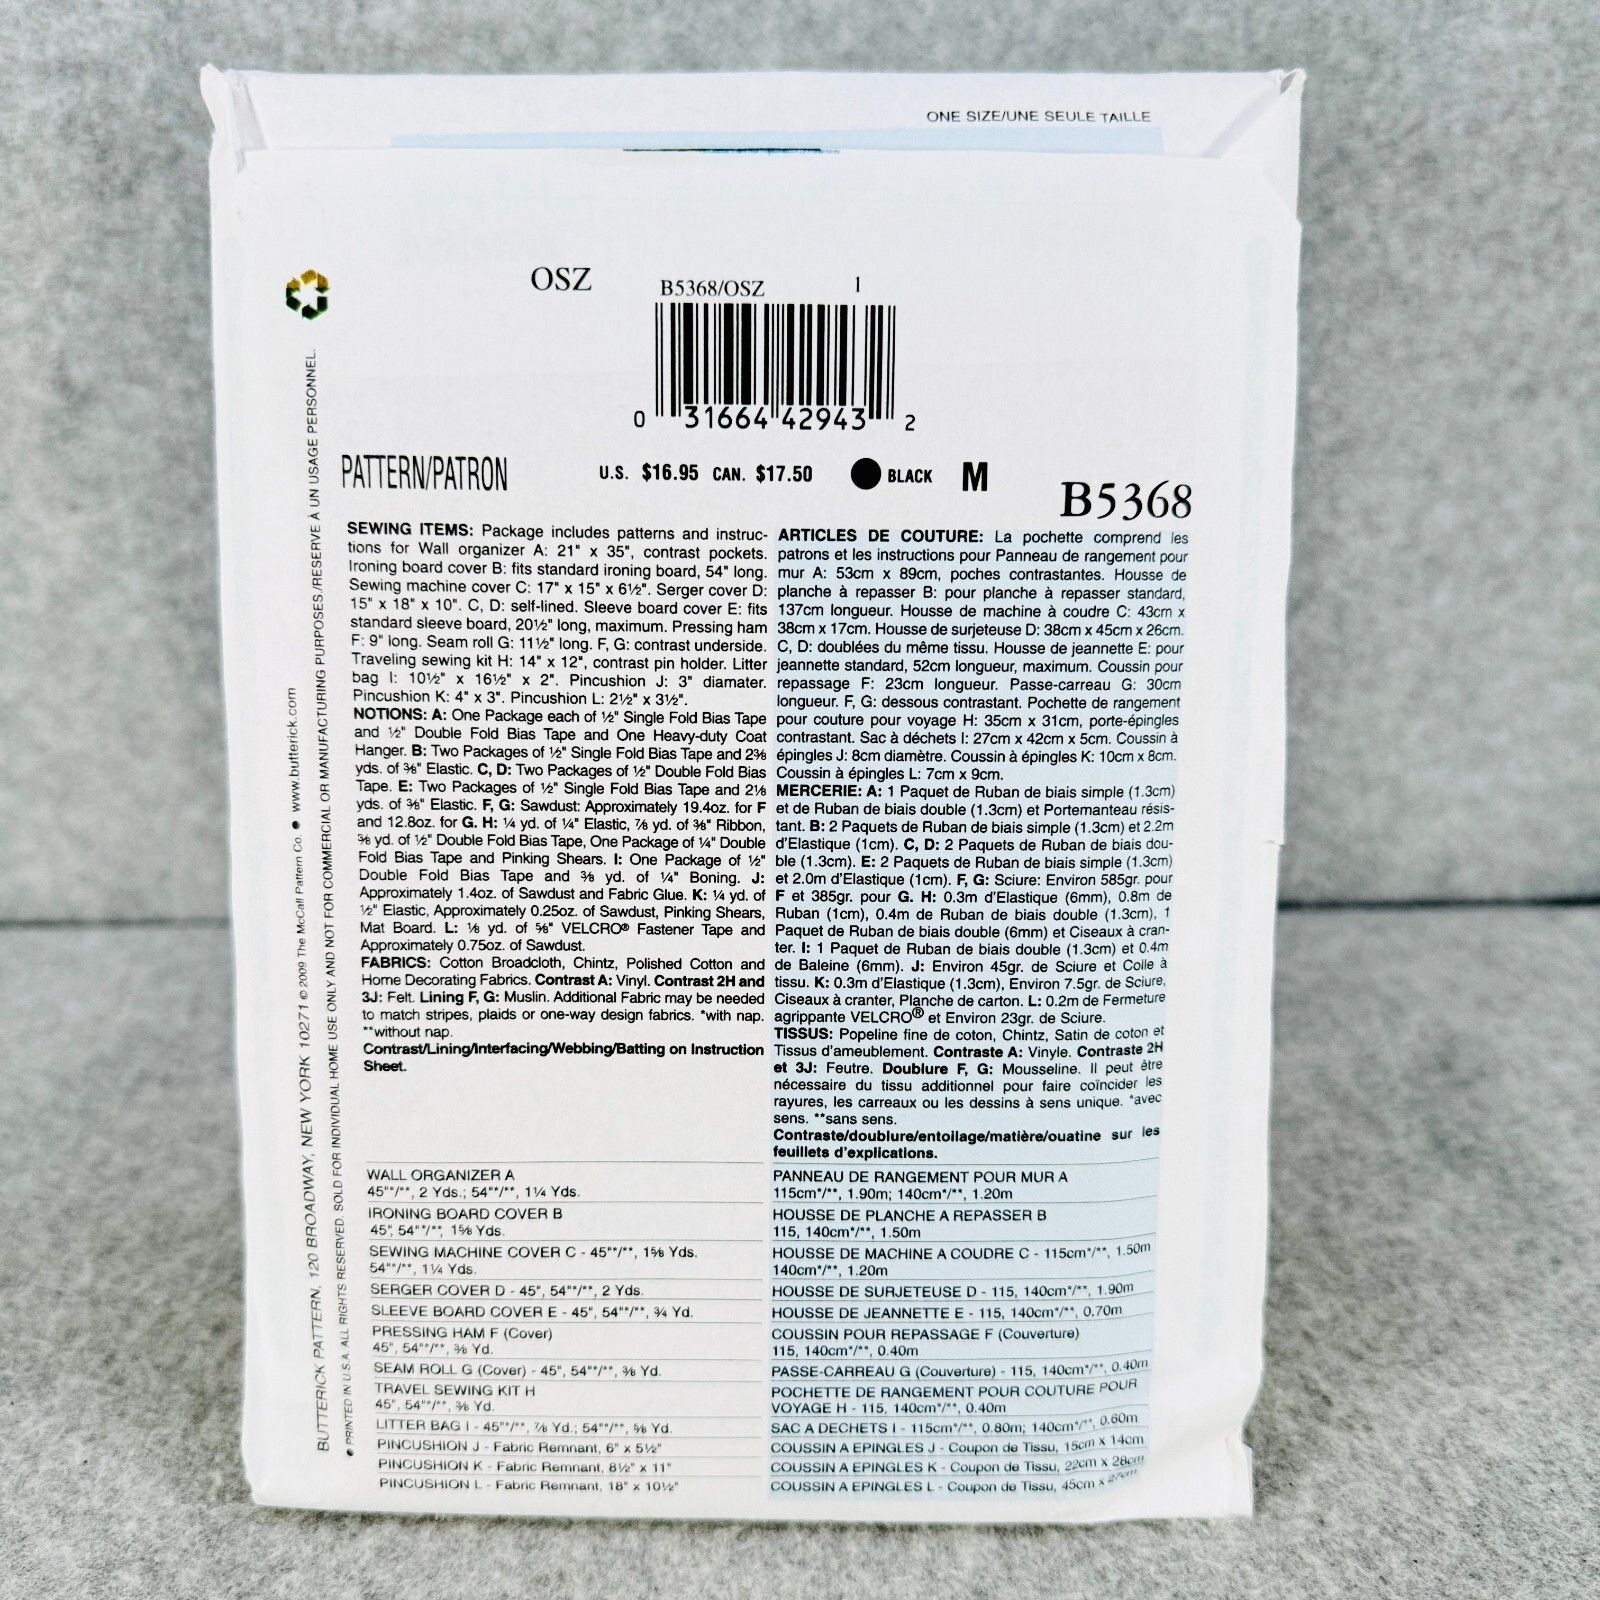 ONE SIZE/UNE SEULE TAILLE
OSZ
B5368/OSZ 1
0 31664 42943 2
PATTERN/PATRON
U.S. $16.95 CAN. $17.50
BLACK M
B5368
SEWING ITEMS: Package includes patterns and instruc-
tions for Wall organizer A: 21" x 35", contrast pockets.
Ironing board cover B: fits standard ironing board, 54" long.
Sewing machine cover C: 17" x 15" x 6½". Serger cover D:
15" x 18" x 10". C, D: self-lined. Sleeve board cover E: fits
standard sleeve board, 20½" long, maximum. Pressing ham
F: 9" long. Seam roll G: 11½" long. F, G: contrast underside.
Traveling sewing kit H: 14" x 12", contrast pin holder. Litter
bag I: 10½" x 16½" x 2". Pincushion J: 3" diamater.
Pincushion K: 4" x 3". Pincushion L: 2½" x 3½".
NOTIONS: A: One Package each of ½" Single Fold Bias Tape
and ½" Double Fold Bias Tape and One Heavy-duty Coat
Hanger. B: Two Packages of ½" Single Fold Bias Tape and 2⅜
yds. of ⅜" Elastic. C, D: Two Packages of ½" Double Fold Bias
Tape. E: Two Packages of ½" Single Fold Bias Tape and 2⅛
yds. of ⅜" Elastic. F, G: Sawdust: Approximately 19.4oz. for F
and 12.8oz. for G. H: ¼ yd. of ¼" Elastic, ⅞ yd. of ⅜" Ribbon,
⅜ yd. of ½" Double Fold Bias Tape, One Package of ¼" Double
Fold Bias Tape and Pinking Shears. I: One Package of ½"
Double Fold Bias Tape and ⅜ yd. of ¼" Boning. J:
Approximately 1.4oz. of Sawdust and Fabric Glue. K: ¼ yd. of
½" Elastic, Approximately 0.25oz. of Sawdust, Pinking Shears,
Mat Board. L: ⅛ yd. of ⅝" VELCRO® Fastener Tape and
Approximately 0.75oz. of Sawdust.
FABRICS: Cotton Broadcloth, Chintz, Polished Cotton and
Home Decorating Fabrics. Contrast A: Vinyl. Contrast 2H and
3J: Felt. Lining F, G: Muslin. Additional Fabric may be needed
to match stripes, plaids or one-way design fabrics. *with nap.
**without nap.
Contrast/Lining/Interfacing/Webbing/Batting on Instruction
Sheet.
WALL ORGANIZER A
45"*/**, 2 Yds.; 54"*/**, 1¼ Yds.
IRONING BOARD COVER B
45", 54"*/**, 1⅝ Yds.
SEWING MACHINE COVER C - 45"*/**, 1⅝ Yds.
54"*/**, 1¼ Yds.
SERGER COVER D - 45", 54"*/**, 2 Yds.
SLEEVE BOARD COVER E - 45", 54"*/**, ¾ Yd.
PRESSING HAM F (Cover)
45", 54"*/**, ⅜ Yd.
SEAM ROLL G (Cover) - 45", 54"*/**, ⅜ Yd.
TRAVEL SEWING KIT H
45", 54"*/**, ⅜ Yd.
LITTER BAG I - 45"*/**, ⅞ Yd.; 54"*/**, ⅝ Yd.
PINCUSHION J - Fabric Remnant, 6" x 5½"
PINCUSHION K - Fabric Remnant, 8½" x 11"
PINCUSHION L - Fabric Remnant, 18" x 10½"
ARTICLES DE COUTURE: La pochette comprend les
patrons et les instructions pour Panneau de rangement pour
mur A: 53cm x 89cm, poches contrastantes. Housse de
planche à repasser B: pour planche à repasser standard,
137cm longueur. Housse de machine à coudre C: 43cm x
38cm x 17cm. Housse de surjeteuse D: 38cm x 45cm x 26cm.
C, D: doublées du même tissu. Housse de jeannette E: pour
jeannette standard, 52cm longueur, maximum. Coussin pour
repassage F: 23cm longueur. Passe-carreau G: 30cm
longueur. F, G: dessous contrastant. Pochette de rangement
pour couture pour voyage H: 35cm x 31cm, porte-épingles
contrastant. Sac à déchets I: 27cm x 42cm x 5cm. Coussin à
épingles J: 8cm diamètre. Coussin à épingles K: 10cm x 8cm.
Coussin à épingles L: 7cm x 9cm.
MERCERIE: A: 1 Paquet de Ruban de biais simple (1.3cm)
et de Ruban de biais double (1.3cm) et Portemanteau résis-
tant. B: 2 Paquets de Ruban de biais simple (1.3cm) et 2.2m
d'Elastique (1cm). C, D: 2 Paquets de Ruban de biais dou-
ble (1.3cm). E: 2 Paquets de Ruban de biais simple (1.3cm)
et 2.0m d'Elastique (1cm). F, G: Sciure: Environ 585gr. pour
F et 385gr. pour G. H: 0.3m d'Elastique (6mm), 0.8m de
Ruban (1cm), 0.4m de Ruban de biais double (1.3cm), 1
Paquet de Ruban de biais double (6mm) et Ciseaux à cran-
ter. I: 1 Paquet de Ruban de biais double (1.3cm) et 0.4m
de Baleine (6mm). J: Environ 45gr. de Sciure et Colle à
tissu. K: 0.3m d'Elastique (1.3cm), Environ 7.5gr. de Sciure,
Ciseaux à cranter, Planche de carton. L: 0.2m de Fermeture
agrippante VELCRO® et Environ 23gr. de Sciure.
TISSUS: Popeline fine de coton, Chintz, Satin de coton et
Tissus d'ameublement. Contraste A: Vinyle. Contraste 2H
et 3J: Feutre. Doublure F, G: Mousseline. Il peut être
nécessaire du tissu additionnel pour faire coïncider les
rayures, les carreaux ou les dessins à sens unique. *avec
sens. **sans sens.
Contraste/doublure/entoilage/matière/ouatine sur les
feuillets d'explications.
PANNEAU DE RANGEMENT POUR MUR A
115cm*/**, 1.90m; 140cm*/**, 1.20m
HOUSSE DE PLANCHE A REPASSER B
115, 140cm*/**, 1.50m
HOUSSE DE MACHINE A COUDRE C - 115cm*/**, 1.50m
140cm*/**, 1.20m
HOUSSE DE SURJETEUSE D - 115, 140cm*/**, 1.90m
HOUSSE DE JEANNETTE E - 115, 140cm*/**, 0.70m
COUSSIN POUR REPASSAGE F (Couverture)
115, 140cm*/**, 0.40m
PASSE-CARREAU G (Couverture) - 115, 140cm*/**, 0.40m
POCHETTE DE RANGEMENT POUR COUTURE POUR
VOYAGE H - 115, 140cm*/**, 0.40m
SAC A DECHETS I - 115cm*/**, 0.80m; 140cm*/**, 0.60m
COUSSIN A EPINGLES J - Coupon de Tissu, 15cm x 14cm
COUSSIN A EPINGLES K - Coupon de Tissu, 22cm x 28cm
COUSSIN A EPINGLES L - Coupon de Tissu, 45cm x 27cm
BUTTERICK PATTERN, 120 BROADWAY, NEW YORK 10271 © 2009 The McCall Pattern Co. ● www.butterick.com
● PRINTED IN U.S.A. ALL RIGHTS RESERVED. SOLD FOR INDIVIDUAL HOME USE ONLY AND NOT FOR COMMERCIAL OR MANUFACTURING PURPOSES./RESERVE À UN USAGE PERSONNEL.